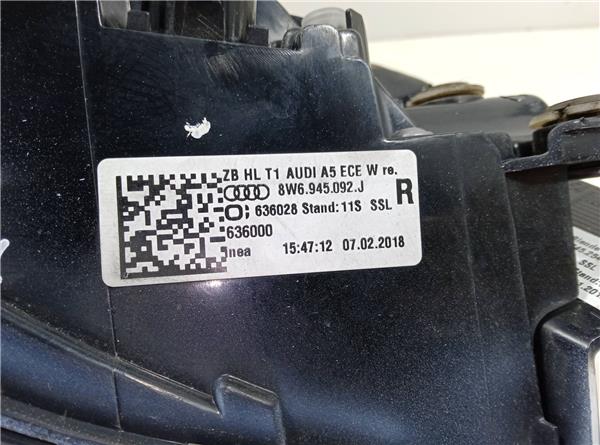 ZB HL T1 AUDI A5 ECE W re.
8W6.945.092.J
R
636028 Stand: 11S SSL
636000
nea 15:47:12 07.02.2018
SSL